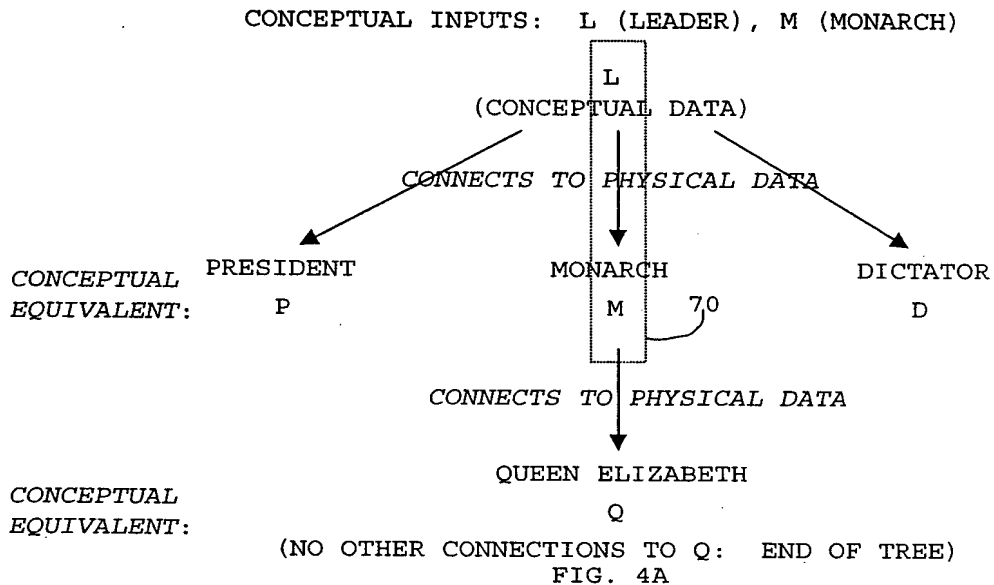 CONCEPTUAL INPUTS: L (LEADER), M (MONARCH)
L
(CONCEPTUAL DATA)
CONNECTS TO PHYSICAL DATA
PRESIDENT MONARCH DICTATOR
CONCEPTUAL
EQUIVALENT: P M 70 D
CONNECTS TO PHYSICAL DATA
QUEEN ELIZABETH
CONCEPTUAL
EQUIVALENT: Q
(NO OTHER CONNECTIONS TO Q: END OF TREE)
FIG. 4A